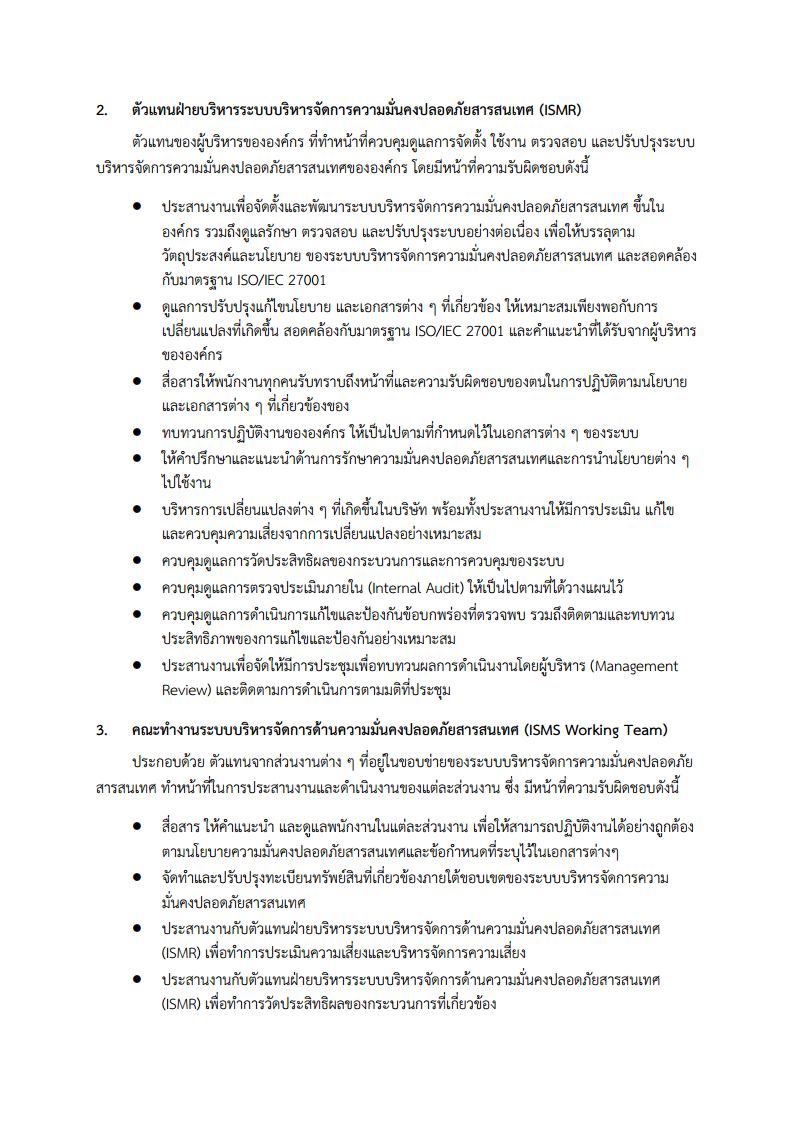 2. ตัวแทนฝ่ายบริหารระบบบริหารจัดการความมั่นคงปลอดภัยสารสนเทศ (ISMR)
ตัวแทนของผู้บริหารขององค์กร ที่ทำหน้าที่ควบคุมดูแลการจัดตั้ง ใช้งาน ตรวจสอบ และปรับปรุงระบบ
บริหารจัดการความมั่นคงปลอดภัยสารสนเทศขององค์กร โดยมีหน้าที่ความรับผิดชอบดังนี้
● ประสานงานเพื่อจัดตั้งและพัฒนาระบบบริหารจัดการความมั่นคงปลอดภัยสารสนเทศ ขึ้นใน
องค์กร รวมถึงดูแลรักษา ตรวจสอบ และปรับปรุงระบบอย่างต่อเนื่อง เพื่อให้บรรลุตาม
วัตถุประสงค์และนโยบาย ของระบบบริหารจัดการความมั่นคงปลอดภัยสารสนเทศ และสอดคล้อง
กับมาตรฐาน ISO/IEC 27001
● ดูแลการปรับปรุงแก้ไขนโยบาย และเอกสารต่าง ๆ ที่เกี่ยวข้อง ให้เหมาะสมเพียงพอกับการ
เปลี่ยนแปลงที่เกิดขึ้น สอดคล้องกับมาตรฐาน ISO/IEC 27001 และคำแนะนำที่ได้รับจากผู้บริหาร
ขององค์กร
● สื่อสารให้พนักงานทุกคนรับทราบถึงหน้าที่และความรับผิดชอบของตนในการปฏิบัติตามนโยบาย
และเอกสารต่าง ๆ ที่เกี่ยวข้องของ
● ทบทวนการปฏิบัติงานขององค์กร ให้เป็นไปตามที่กำหนดไว้ในเอกสารต่าง ๆ ของระบบ
● ให้คำปรึกษาและแนะนำด้านการรักษาความมั่นคงปลอดภัยสารสนเทศและการนำนโยบายต่าง ๆ
ไปใช้งาน
● บริหารการเปลี่ยนแปลงต่าง ๆ ที่เกิดขึ้นในบริษัท พร้อมทั้งประสานงานให้มีการประเมิน แก้ไข
และควบคุมความเสี่ยงจากการเปลี่ยนแปลงอย่างเหมาะสม
● ควบคุมดูแลการวัดประสิทธิผลของกระบวนการและการควบคุมของระบบ
● ควบคุมดูแลการตรวจประเมินภายใน (Internal Audit) ให้เป็นไปตามที่ได้วางแผนไว้
● ควบคุมดูแลการดำเนินการแก้ไขและป้องกันข้อบกพร่องที่ตรวจพบ รวมถึงติดตามและทบทวน
ประสิทธิภาพของการแก้ไขและป้องกันอย่างเหมาะสม
● ประสานงานเพื่อจัดให้มีการประชุมเพื่อทบทวนผลการดำเนินงานโดยผู้บริหาร (Management
Review) และติดตามการดำเนินการตามมติที่ประชุม
3. คณะทำงานระบบบริหารจัดการด้านความมั่นคงปลอดภัยสารสนเทศ (ISMS Working Team)
ประกอบด้วย ตัวแทนจากส่วนงานต่าง ๆ ที่อยู่ในขอบข่ายของระบบบริหารจัดการความมั่นคงปลอดภัย
สารสนเทศ ทำหน้าที่ในการประสานงานและดำเนินงานของแต่ละส่วนงาน ซึ่ง มีหน้าที่ความรับผิดชอบดังนี้
● สื่อสาร ให้คำแนะนำ และดูแลพนักงานในแต่ละส่วนงาน เพื่อให้สามารถปฏิบัติงานได้อย่างถูกต้อง
ตามนโยบายความมั่นคงปลอดภัยสารสนเทศและข้อกำหนดที่ระบุไว้ในเอกสารต่างๆ
● จัดทำและปรับปรุงทะเบียนทรัพย์สินที่เกี่ยวข้องภายใต้ขอบเขตของระบบบริหารจัดการความ
มั่นคงปลอดภัยสารสนเทศ
● ประสานงานกับตัวแทนฝ่ายบริหารระบบบริหารจัดการด้านความมั่นคงปลอดภัยสารสนเทศ
(ISMR) เพื่อทำการประเมินความเสี่ยงและบริหารจัดการความเสี่ยง
● ประสานงานกับตัวแทนฝ่ายบริหารระบบบริหารจัดการด้านความมั่นคงปลอดภัยสารสนเทศ
(ISMR) เพื่อทำการวัดประสิทธิผลของกระบวนการที่เกี่ยวข้อง